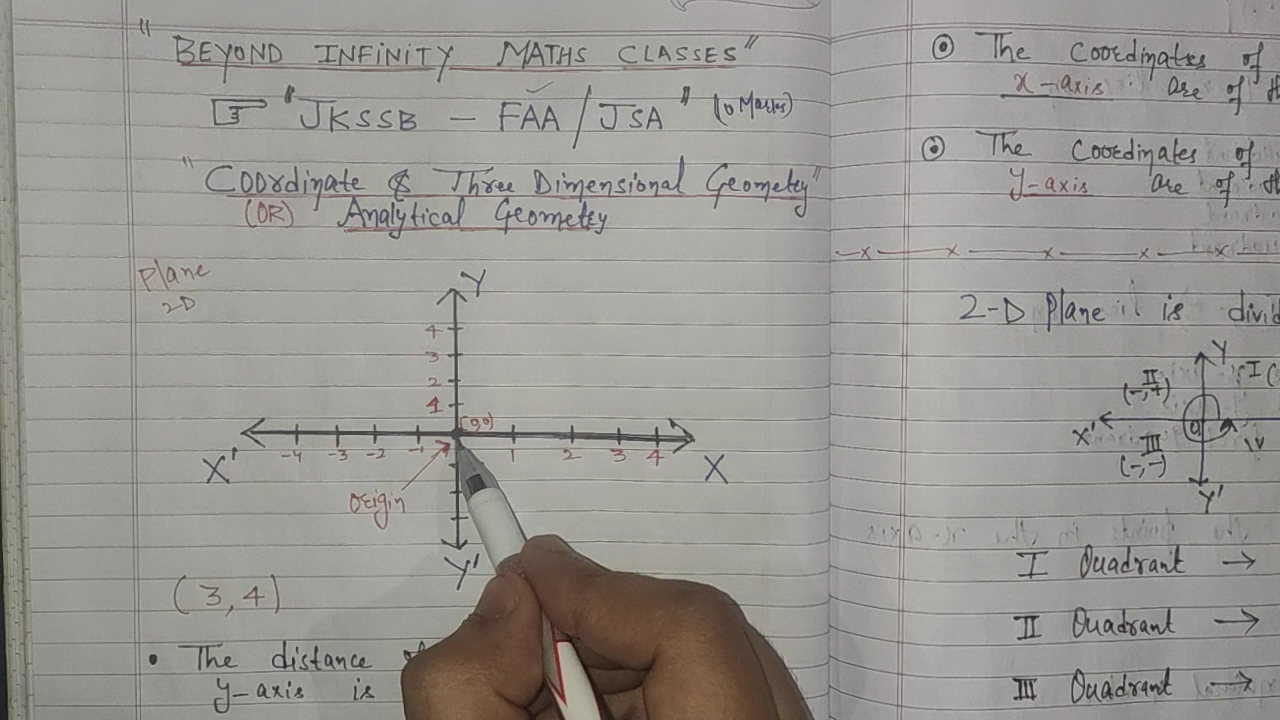 " BEYOND INFINITY MATHS CLASSES"
" JKSSB - FAA / JSA " (10 Marks)
"Coordinate & Three Dimensional Geometry"
(OR) Analytical Geometry
Plane
2-D
Y
4
3
2
1
(0,0)
-4 -3 -2 -1 1 2 3 4
X' X
Origin
Y'
(3,4)
• The distance
y-axis is
⊙ The Coordinates of
x-axis are of
⊙ The Coordinates of
y-axis are of
-x- x x x x
2-D Plane is
Y
II I
(-,+)
X' O
III IV
(-,-)
Y'
I Quadrant →
II Quadrant →
III Quadrant →